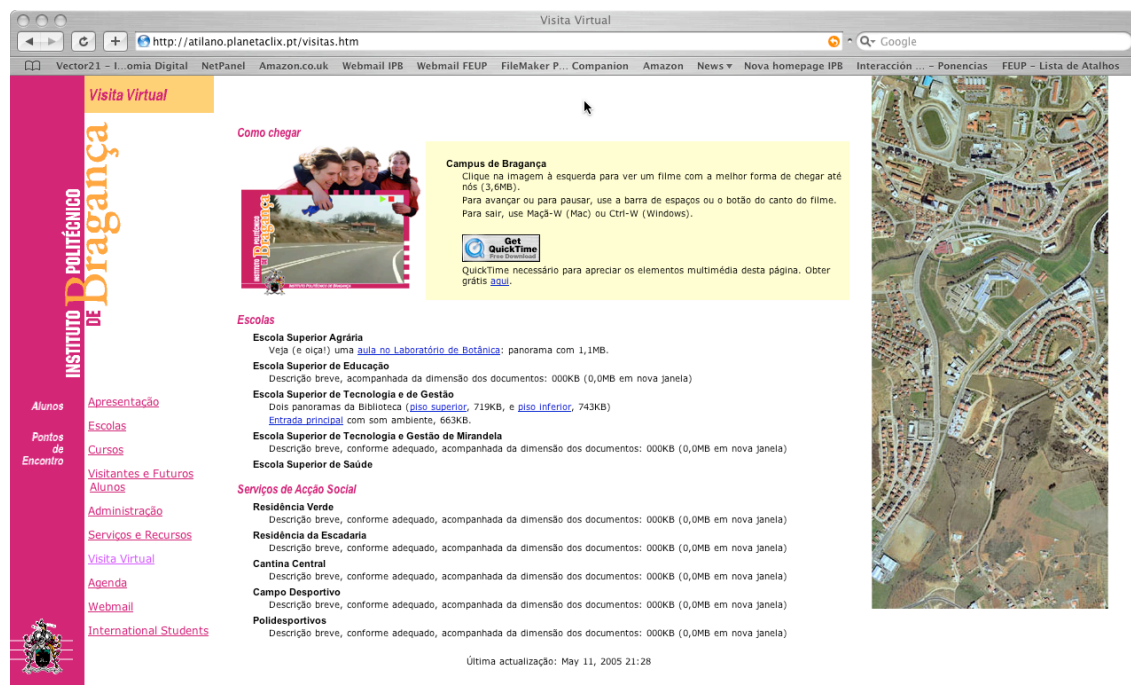 Visita Virtual
http://atilano.planetaclix.pt/visitas.htm
Google
Vector21 – I...omia Digital NetPanel Amazon.co.uk Webmail IPB Webmail FEUP FileMaker P... Companion Amazon News Nova homepage IPB Interacción ... – Ponencias FEUP – Lista de Atalhos
Visita Virtual
INSTITUTO POLITÉCNICO
DE Bragança
Alunos
Pontos
de
Encontro
Apresentação
Escolas
Cursos
Visitantes e Futuros
Alunos
Administração
Serviços e Recursos
Visita Virtual
Agenda
Webmail
International Students
Como chegar
INSTITUTO POLITÉCNICO
DE Bragança
INSTITUTO POLITÉCNICO DE BRAGANÇA
Campus de Bragança
Clique na imagem à esquerda para ver um filme com a melhor forma de chegar até
nós (3,6MB).
Para avançar ou para pausar, use a barra de espaços ou o botão do canto do filme.
Para sair, use Maçã-W (Mac) ou Ctrl-W (Windows).
Get
QuickTime
Free Download
QuickTime necessário para apreciar os elementos multimédia desta página. Obter
grátis aqui.
Escolas
Escola Superior Agrária
Veja (e oiça!) uma aula no Laboratório de Botânica: panorama com 1,1MB.
Escola Superior de Educação
Descrição breve, acompanhada da dimensão dos documentos: 000KB (0,0MB em nova janela)
Escola Superior de Tecnologia e de Gestão
Dois panoramas da Biblioteca (piso superior, 719KB, e piso inferior, 743KB)
Entrada principal com som ambiente, 663KB.
Escola Superior de Tecnologia e Gestão de Mirandela
Descrição breve, acompanhada da dimensão dos documentos: 000KB (0,0MB em nova janela)
Escola Superior de Saúde
Serviços de Acção Social
Residência Verde
Descrição breve, conforme adequado, acompanhada da dimensão dos documentos: 000KB (0,0MB em nova janela)
Residência da Escadaria
Descrição breve, conforme adequado, acompanhada da dimensão dos documentos: 000KB (0,0MB em nova janela)
Cantina Central
Descrição breve, conforme adequado, acompanhada da dimensão dos documentos: 000KB (0,0MB em nova janela)
Campo Desportivo
Descrição breve, conforme adequado, acompanhada da dimensão dos documentos: 000KB (0,0MB em nova janela)
Polidesportivos
Descrição breve, conforme adequado, acompanhada da dimensão dos documentos: 000KB (0,0MB em nova janela)
Última actualização: May 11, 2005 21:28